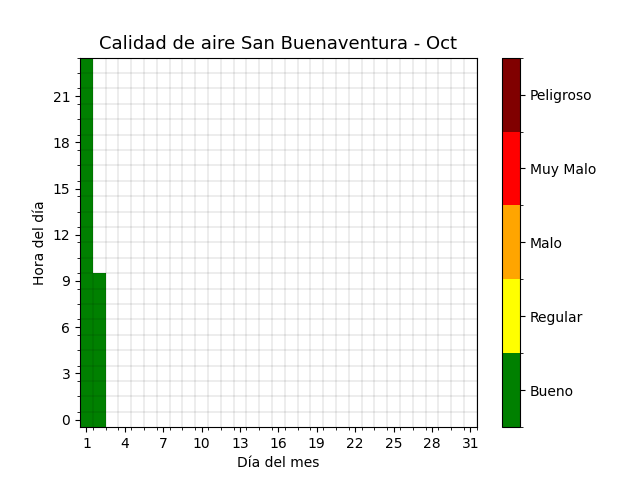 Calidad de aire San Buenaventura - Oct
Hora del día
21
18
15
12
9
6
3
0
1 4 7 10 13 16 19 22 25 28 31
Día del mes
Peligroso
Muy Malo
Malo
Regular
Bueno